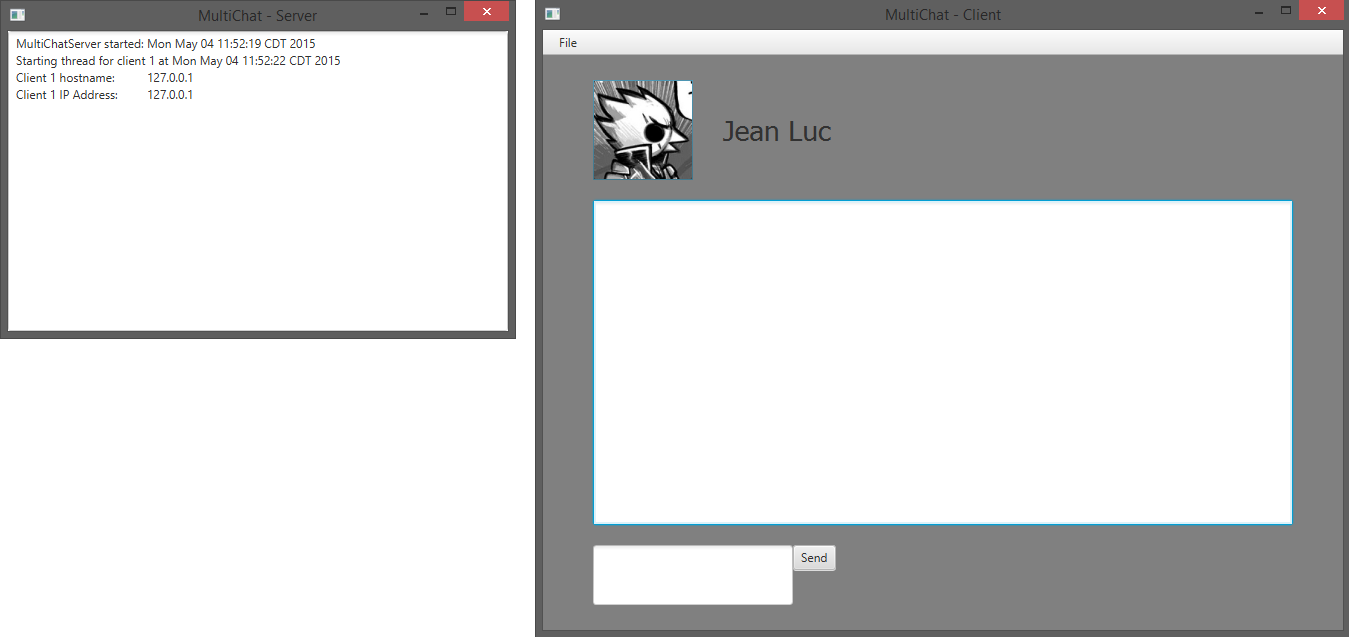 MultiChat - Server
MultiChatServer started: Mon May 04 11:52:19 CDT 2015
Starting thread for client 1 at Mon May 04 11:52:22 CDT 2015
Client 1 hostname: 127.0.0.1
Client 1 IP Address: 127.0.0.1
MultiChat - Client
File
Jean Luc
Send